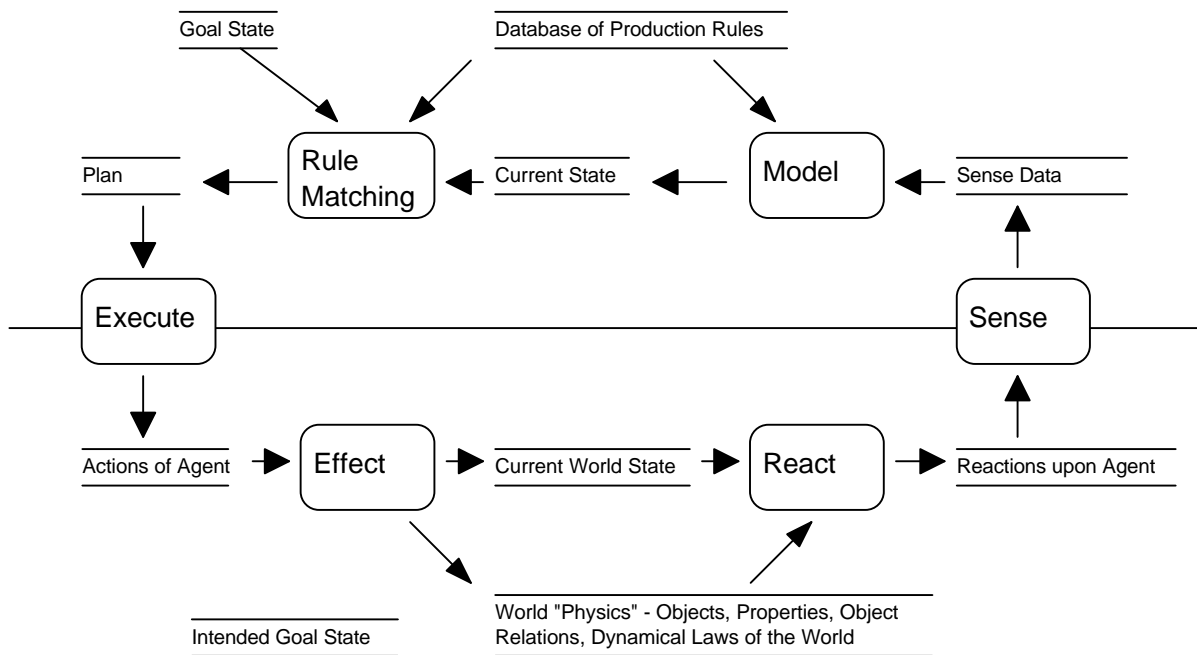 Goal State
Database of Production Rules
Plan
Rule
Matching
Current State
Model
Sense Data
Execute
Sense
Actions of Agent
Effect
Current World State
React
Reactions upon Agent
Intended Goal State
World "Physics" - Objects, Properties, Object
Relations, Dynamical Laws of the World